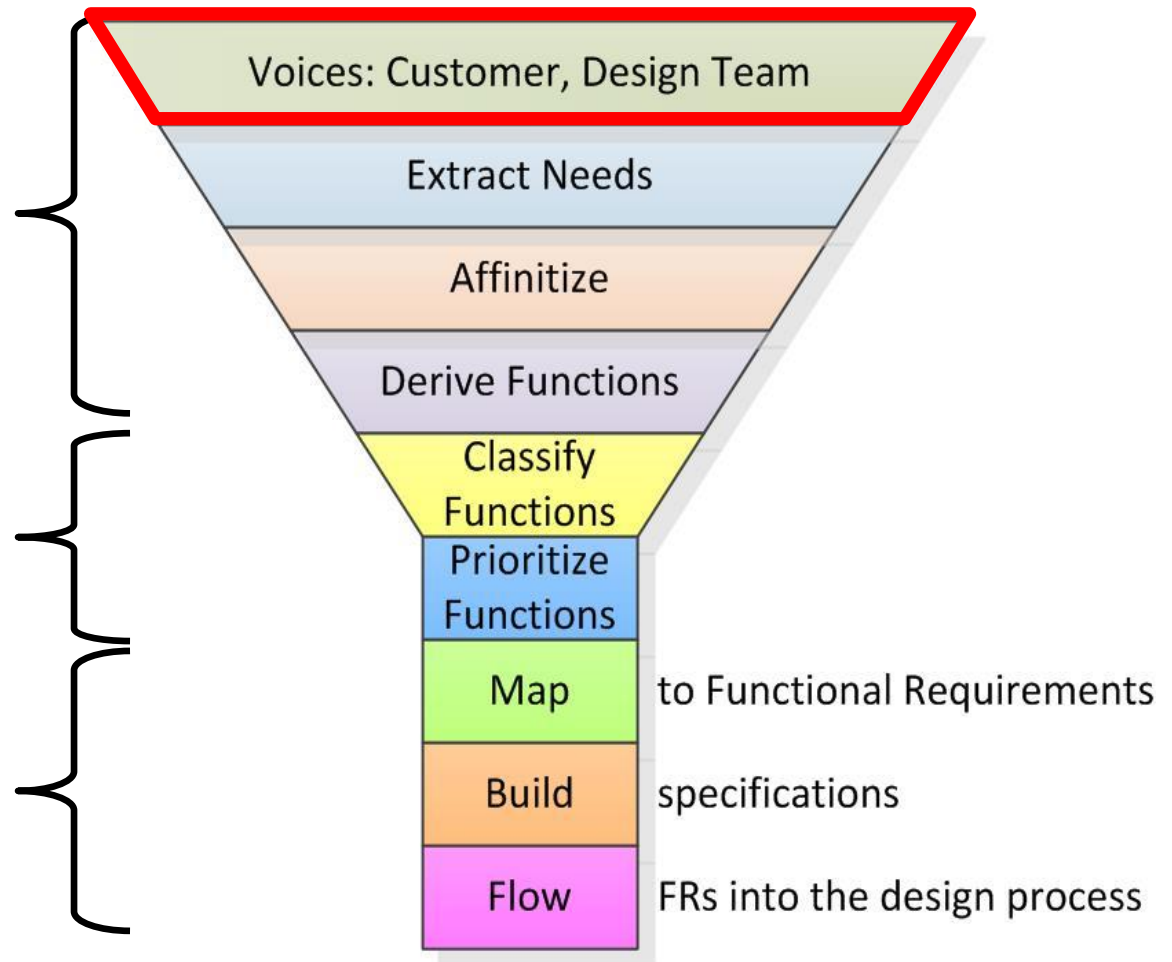 Voices: Customer, Design Team
Extract Needs
Affinitize
Derive Functions
Classify
Functions
Prioritize
Functions
Map to Functional Requirements
Build specifications
Flow FRs into the design process